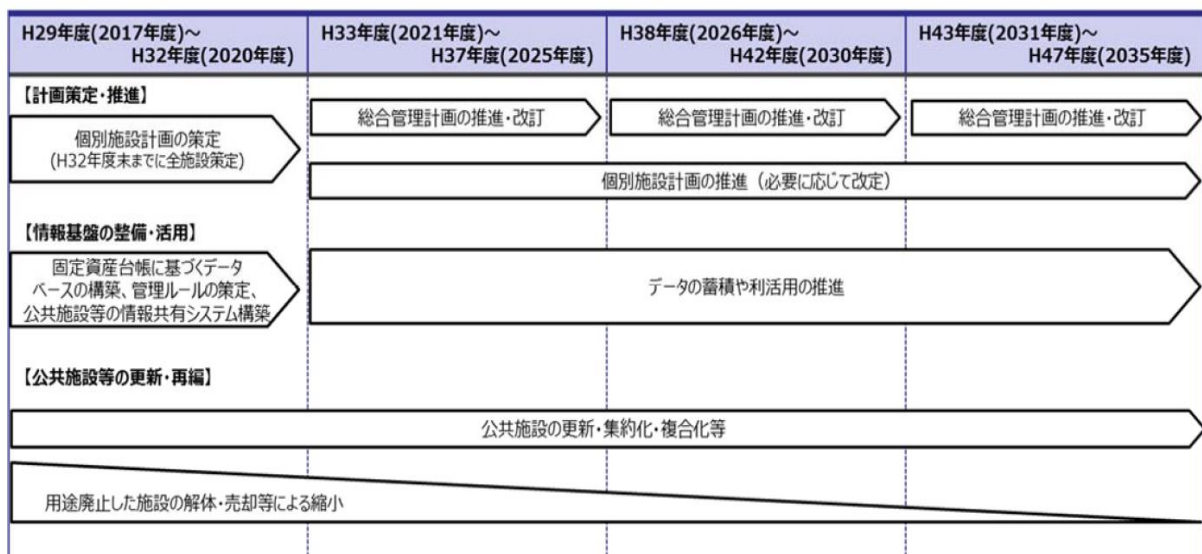 H29年度(2017年度)～
H32年度(2020年度)
H33年度(2021年度)～
H37年度(2025年度)
H38年度(2026年度)～
H42年度(2030年度)
H43年度(2031年度)～
H47年度(2035年度)
【計画策定・推進】
個別施設計画の策定
(H32年度末までに全施設策定)
総合管理計画の推進・改訂
総合管理計画の推進・改訂
総合管理計画の推進・改訂
個別施設計画の推進（必要に応じて改定）
【情報基盤の整備・活用】
固定資産台帳に基づくデータ
ベースの構築、管理ルールの策定、
公共施設等の情報共有システム構築
データの蓄積や利活用の推進
【公共施設等の更新・再編】
公共施設の更新・集約化・複合化等
用途廃止した施設の解体・売却等による縮小